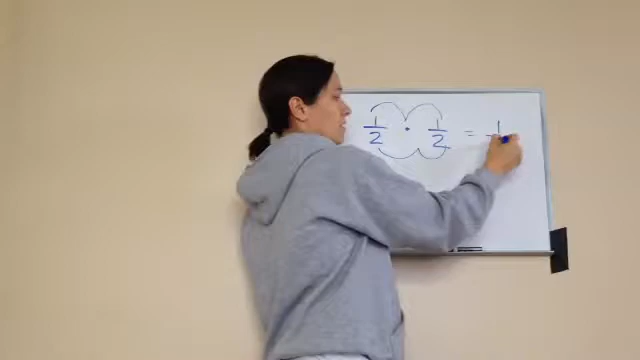 1/2 · 1/2 = 1